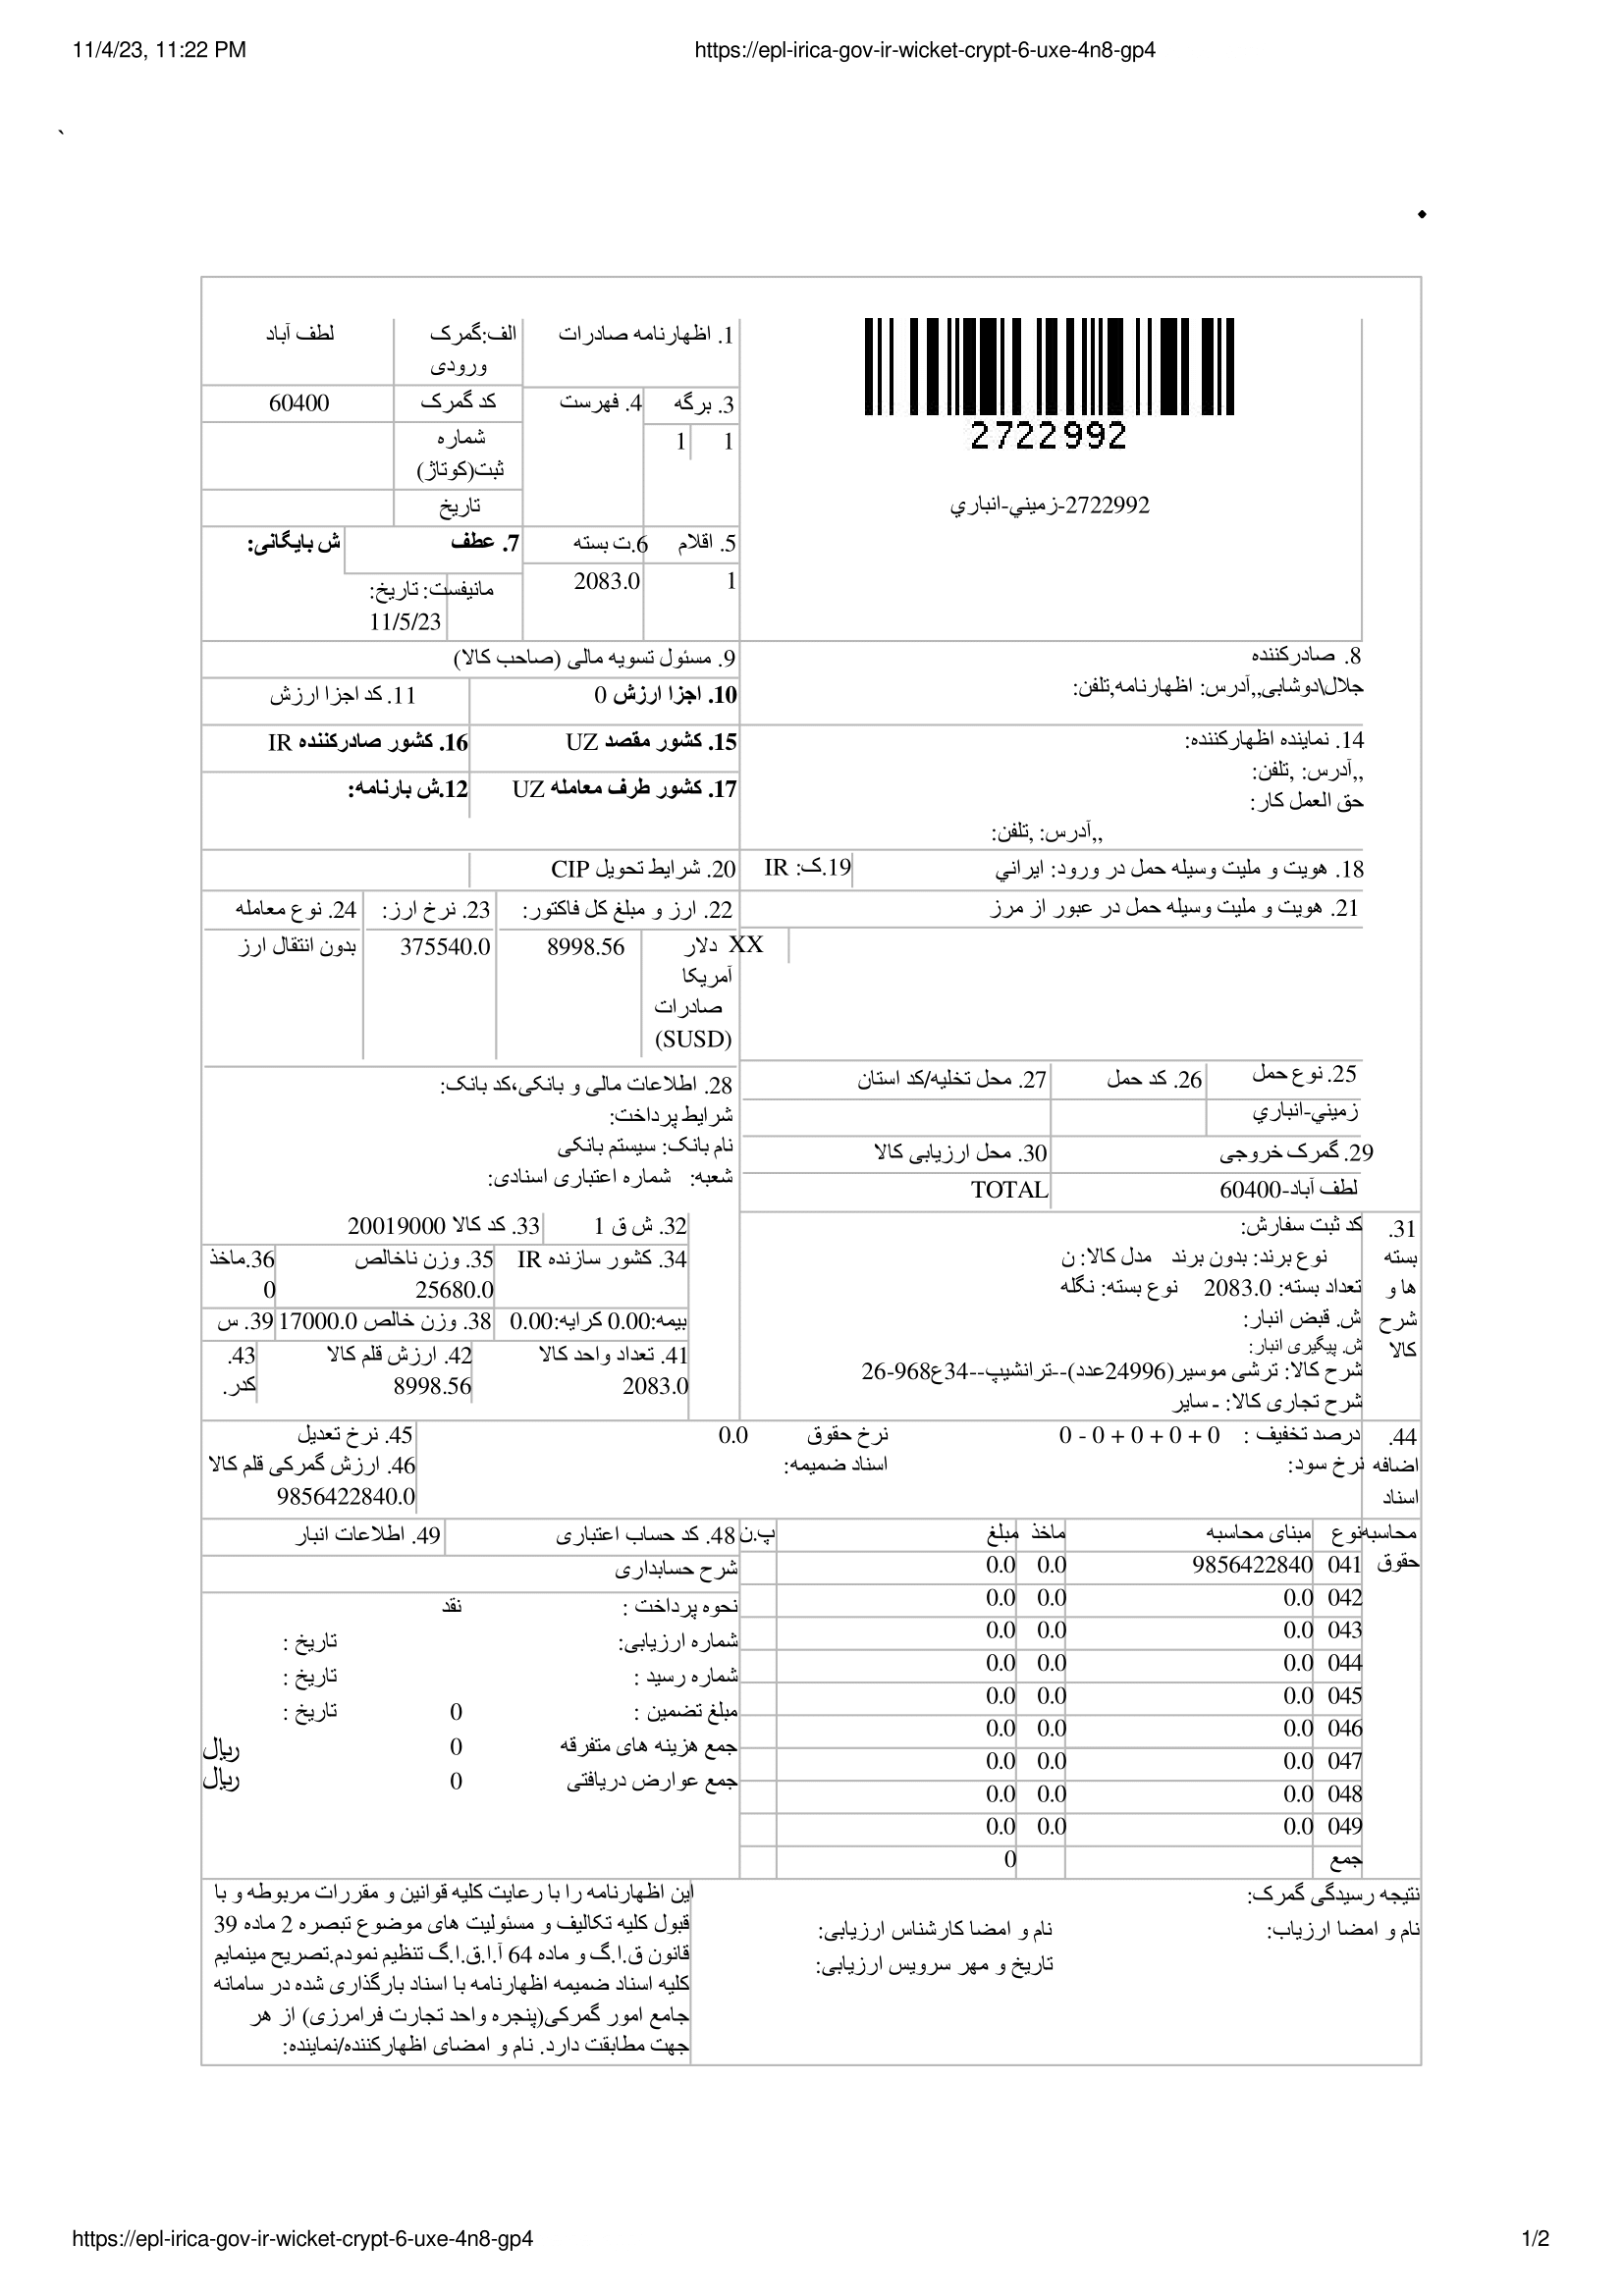 11/4/23, 11:22 PM
https://epl-irica-gov-ir-wicket-crypt-6-uxe-4n8-gp4
2722992
2722992-زميني-انباري
1. اظهارنامه صادرات
الف:گمرک ورودی
لطف آباد
3. برگه
4. فهرست
کد گمرک
60400
1
1
شماره
ثبت(کوتاژ)
تاریخ
5. اقلام
6.ت بسته
7. عطف
ش بایگانی:
1
2083.0
مانیفست: تاریخ:
11/5/23
8. صادرکننده
جلال\دوشابی,,آدرس: اظهارنامه,تلفن:
9. مسئول تسویه مالی (صاحب کالا)
10. اجزا ارزش 0
11. کد اجزا ارزش
14. نماینده اظهارکننده:
,,آدرس: ,تلفن:
حق العمل کار:
,,آدرس: ,تلفن:
15. کشور مقصد UZ
16. کشور صادرکننده IR
17. کشور طرف معامله UZ
12.ش بارنامه:
18. هویت و ملیت وسیله حمل در ورود: ايراني
19.ک: IR
20. شرایط تحویل CIP
21. هویت و ملیت وسیله حمل در عبور از مرز
XX
22. ارز و مبلغ کل فاکتور:
23. نرخ ارز:
24. نوع معامله
دلار
آمریکا
صادرات
(SUSD)
8998.56
375540.0
بدون انتقال ارز
25. نوع حمل
26. کد حمل
27. محل تخلیه/کد استان
زميني-انباري
28. اطلاعات مالی و بانکی،کد بانک:
شرایط پرداخت:
نام بانک: سیستم بانکی
شعبه: شماره اعتباری اسنادی:
29. گمرک خروجی
30. محل ارزیابی کالا
لطف آباد-60400
TOTAL
31.
بسته
ها و
شرح
کالا
کد ثبت سفارش:
نوع برند: بدون برند مدل کالا: ن
تعداد بسته: 2083.0 نوع بسته: نگله
ش. قبض انبار:
ش. پیگیری انبار:
شرح کالا: ترشی موسیر(24996عدد)--ترانشیپ--34ع968-26
شرح تجاری کالا: ـ سایر
32. ش ق 1
33. کد کالا 20019000
34. کشور سازنده IR
35. وزن ناخالص
25680.0
36.ماخذ
0
بیمه:0.00 کرایه:0.00
38. وزن خالص 17000.0
39. س
41. تعداد واحد کالا
2083.0
42. ارزش قلم کالا
8998.56
43.
کدر.
44.
اضافه
اسناد
درصد تخفیف : 0 + 0 + 0 + 0 - 0
نرخ سود:
نرخ حقوق
0.0
اسناد ضمیمه:
45. نرخ تعدیل
46. ارزش گمرکی قلم کالا
9856422840.0
محاسبه
حقوق
نوع مبنای محاسبه ماخذ مبلغ پ.ن
041 9856422840 0.0 0.0
042 0.0 0.0 0.0
043 0.0 0.0 0.0
044 0.0 0.0 0.0
045 0.0 0.0 0.0
046 0.0 0.0 0.0
047 0.0 0.0 0.0
048 0.0 0.0 0.0
049 0.0 0.0 0.0
جمع 0
48. کد حساب اعتباری
49. اطلاعات انبار
شرح حسابداری
نحوه پرداخت : نقد
شماره ارزیابی: تاریخ :
شماره رسید : تاریخ :
مبلغ تضمین : 0 تاریخ :
جمع هزینه های متفرقه 0 ریال
جمع عوارض دریافتی 0 ریال
نتیجه رسیدگی گمرک:
نام و امضا ارزیاب:
نام و امضا کارشناس ارزیابی:
تاریخ و مهر سرویس ارزیابی:
این اظهارنامه را با رعایت کلیه قوانین و مقررات مربوطه و با
قبول کلیه تکالیف و مسئولیت های موضوع تبصره 2 ماده 39
قانون ق.ا.گ و ماده 64 آ.ا.ق.ا.گ تنظیم نمودم.تصریح مینمایم
کلیه اسناد ضمیمه اظهارنامه با اسناد بارگذاری شده در سامانه
جامع امور گمرکی(پنجره واحد تجارت فرامرزی) از هر
جهت مطابقت دارد. نام و امضای اظهارکننده/نماینده:
https://epl-irica-gov-ir-wicket-crypt-6-uxe-4n8-gp4
1/2